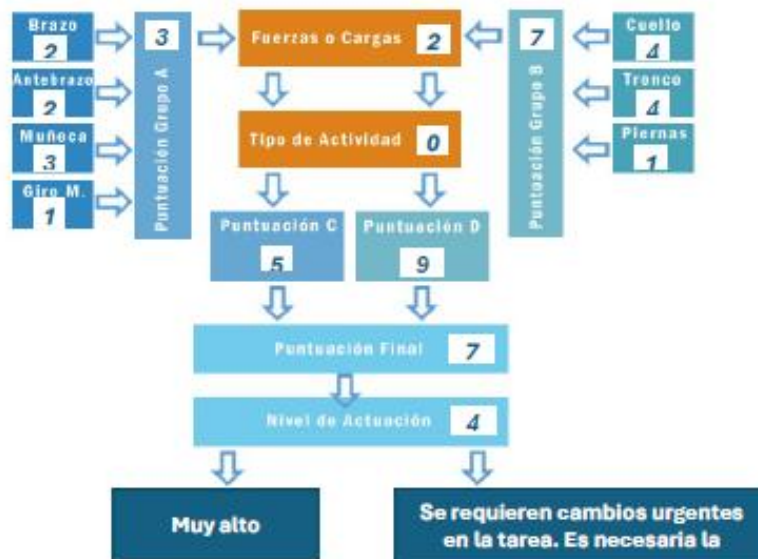 Brazo
2
Antebrazo
2
Muñeca
3
Giro M.
1
3
Puntuación Grupo A
Fuerzas o Cargas 2
Tipo de Actividad 0
7
Puntuación Grupo B
Cuello
4
Tronco
4
Piernas
1
Puntuación C
5
Puntuación D
9
Puntuación Final 7
Nivel de Actuación 4
Muy alto
Se requieren cambios urgentes
en la tarea. Es necesaria la